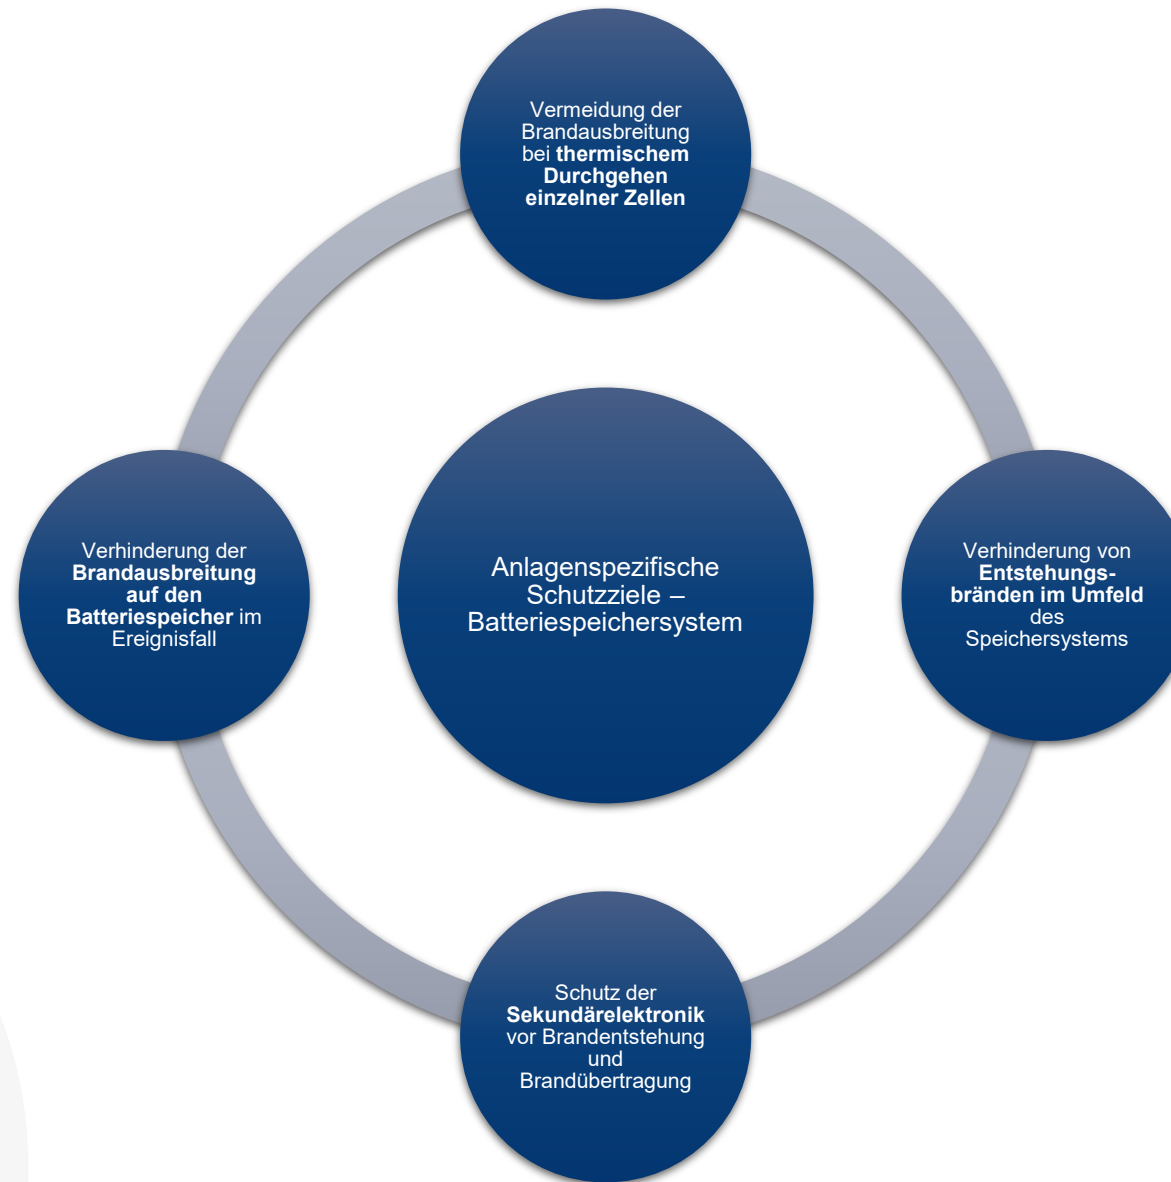 Vermeidung der
Brandausbreitung
bei thermischem
Durchgehen
einzelner Zellen
Verhinderung der
Brandausbreitung
auf den
Batteriespeicher im
Ereignisfall
Anlagenspezifische
Schutzziele –
Batteriespeichersystem
Verhinderung von
Entstehungs-
bränden im Umfeld
des
Speichersystems
Schutz der
Sekundärelektronik
vor Brandentstehung
und
Brandübertragung